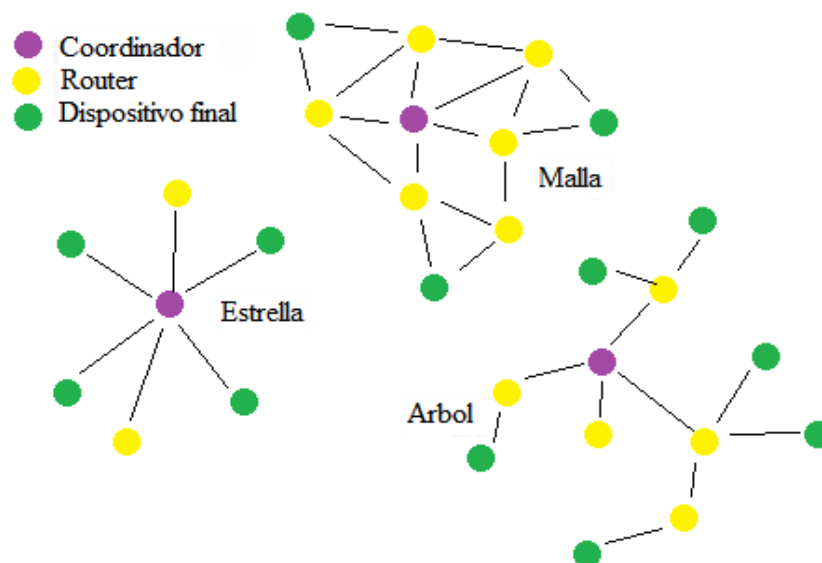 Coordinador
Router
Dispositivo final
Malla
Estrella
Arbol